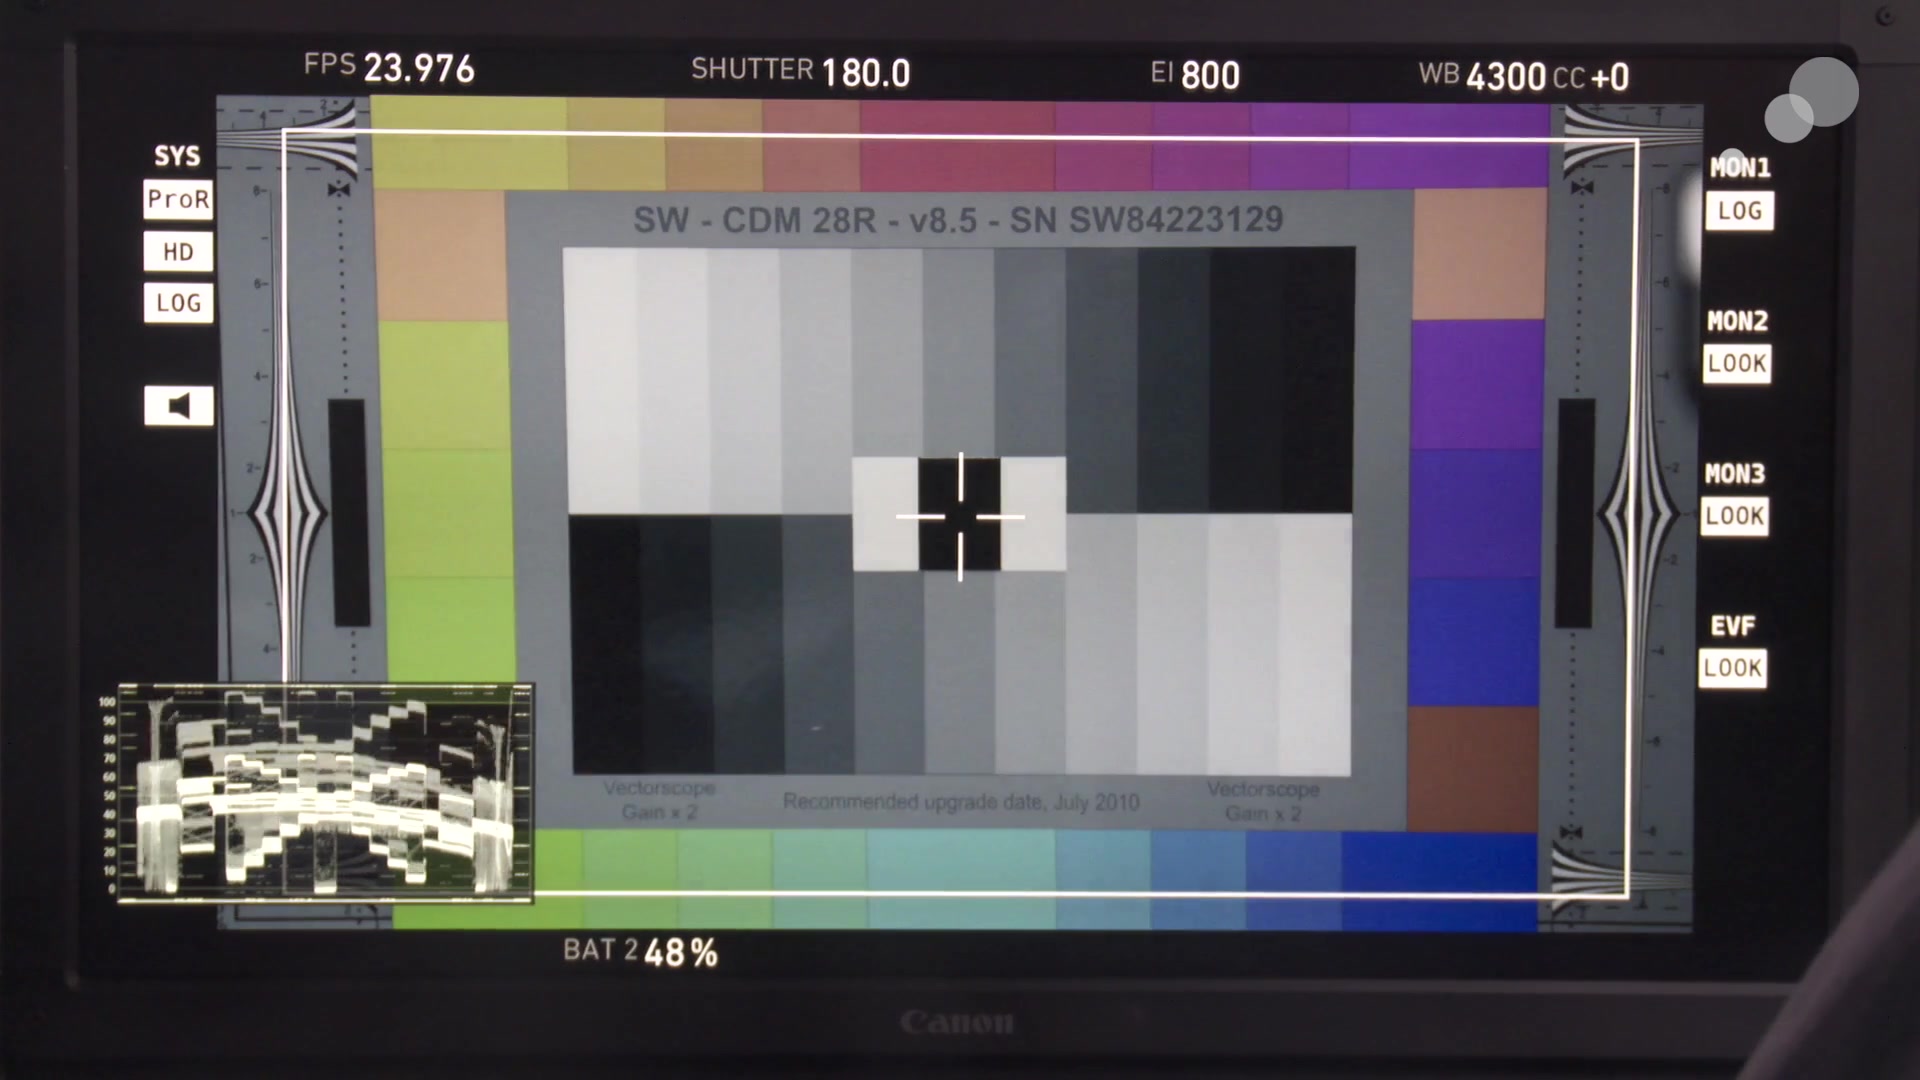 FPS 23.976
SHUTTER 180.0
EI 800
WB 4300 CC +0
SYS
ProR
HD
LOG
MON1
LOG
MON2
LOOK
MON3
LOOK
EVF
LOOK
SW - CDM 28R - v8.5 - SN SW84223129
Vectorscope
Gain x 2
Recommended upgrade date, July 2010
Vectorscope
Gain x 2
100
90
80
70
60
50
40
30
20
10
0
BAT 2 48%
Canon